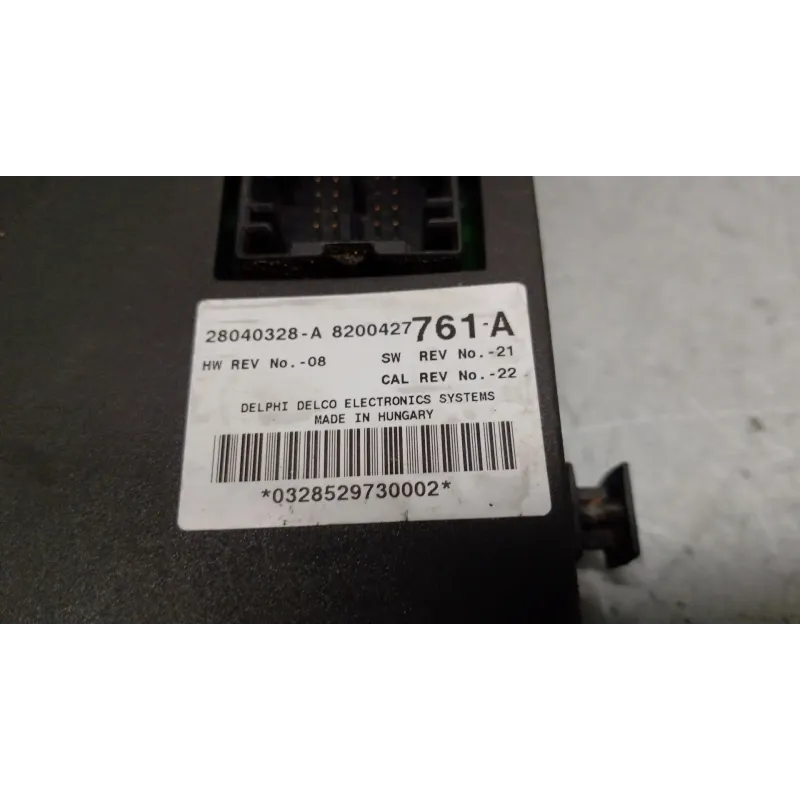 28040328-A 8200427761-A
HW REV No.-08 SW REV No.-21
CAL REV No.-22
DELPHI DELCO ELECTRONICS SYSTEMS
MADE IN HUNGARY
*0328529730002*